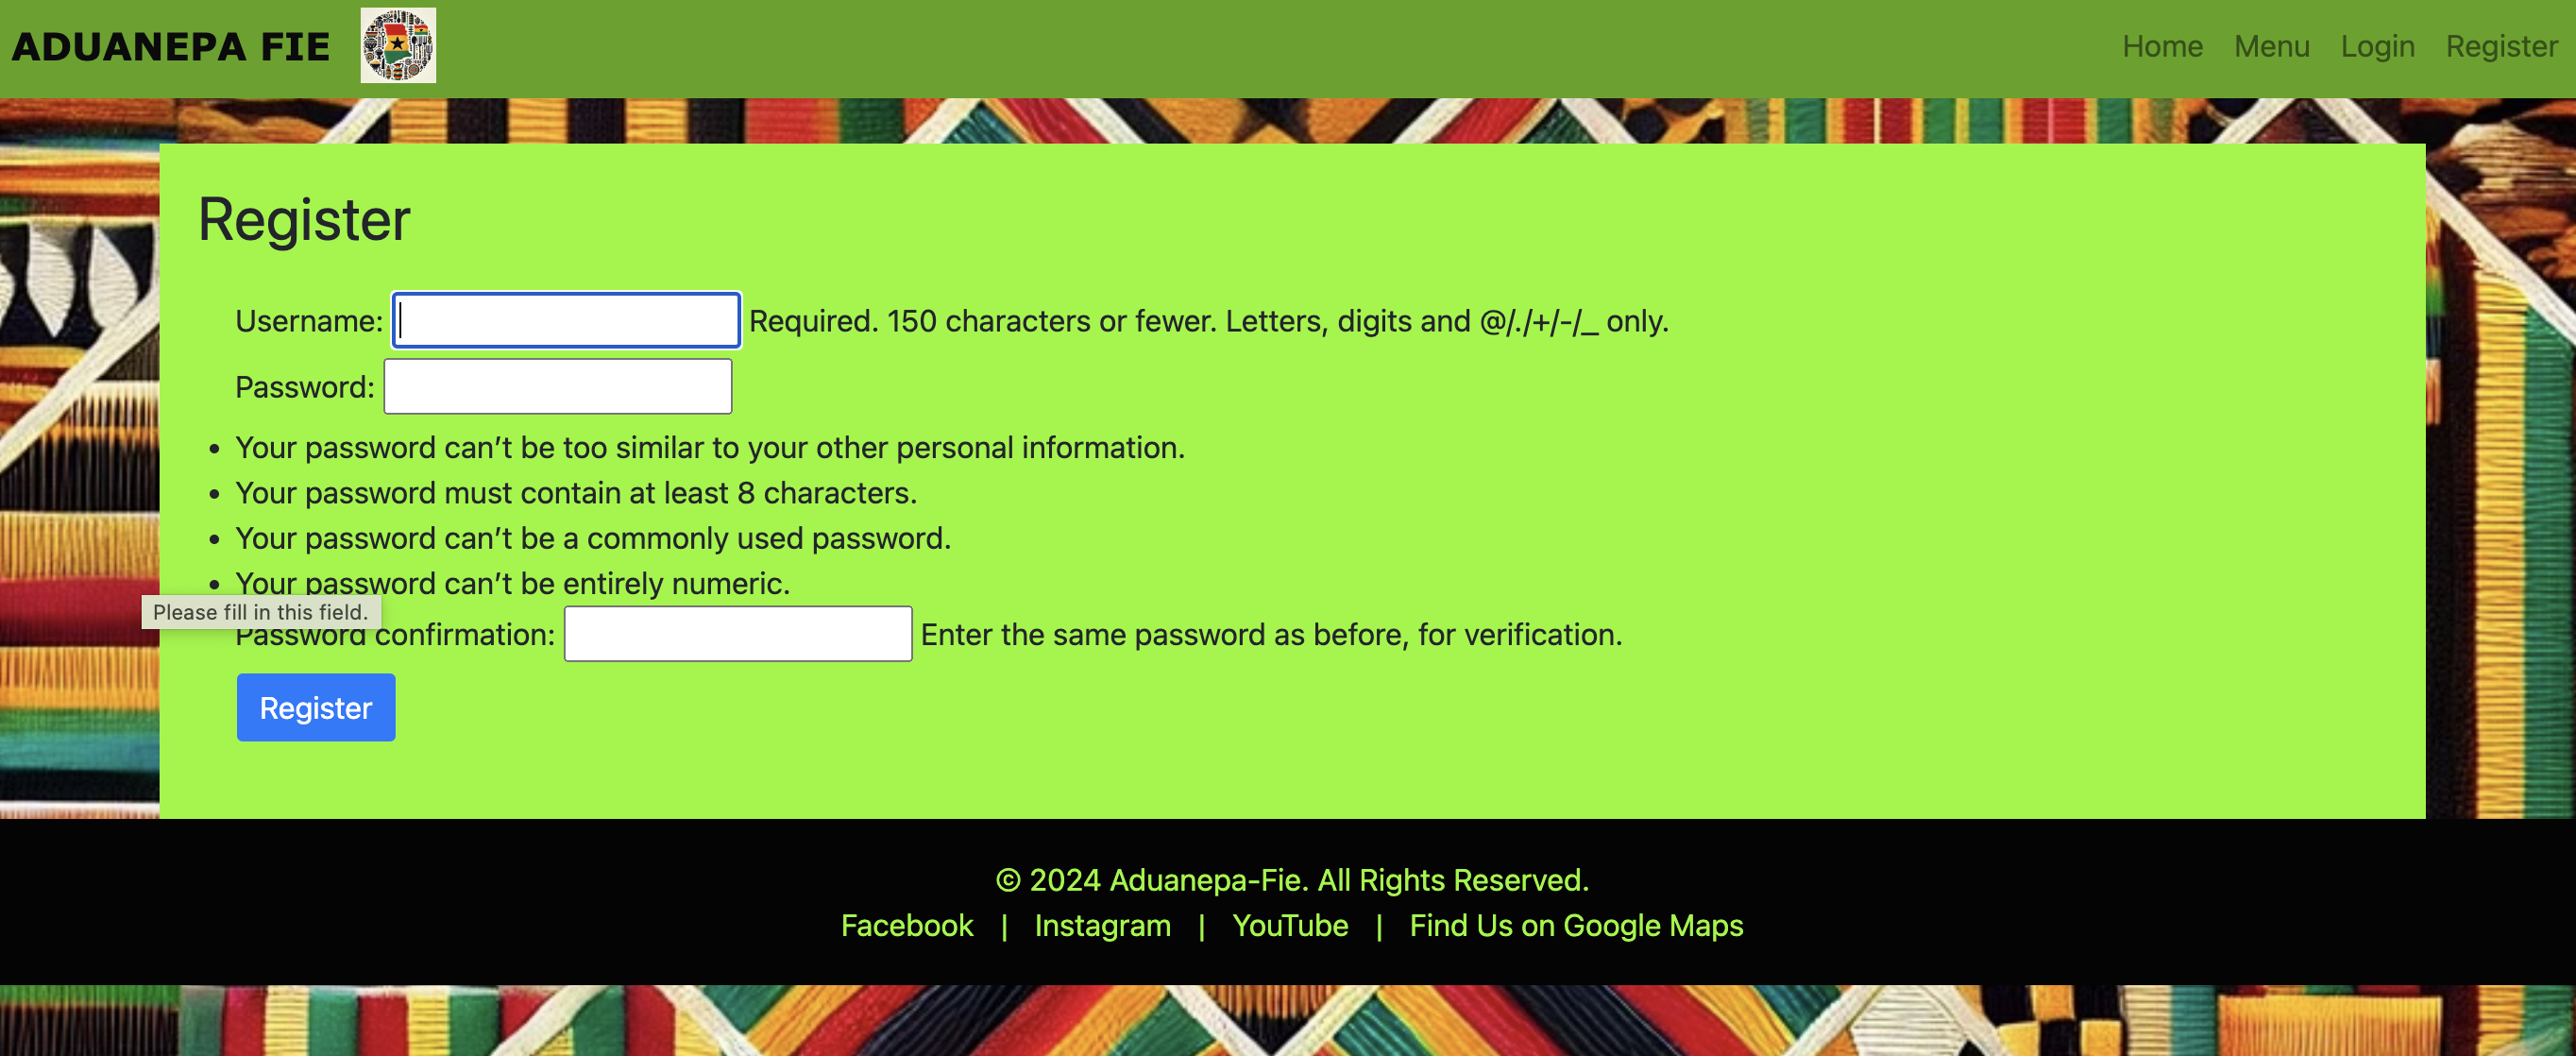 ADUANEPA FIE
Home Menu Login Register
Register
Username: Required. 150 characters or fewer. Letters, digits and @/./+/-/_ only.
Password:
• Your password can’t be too similar to your other personal information.
• Your password must contain at least 8 characters.
• Your password can’t be a commonly used password.
• Your password can’t be entirely numeric.
Please fill in this field.
Password confirmation: Enter the same password as before, for verification.
Register
© 2024 Aduanepa-Fie. All Rights Reserved.
Facebook | Instagram | YouTube | Find Us on Google Maps